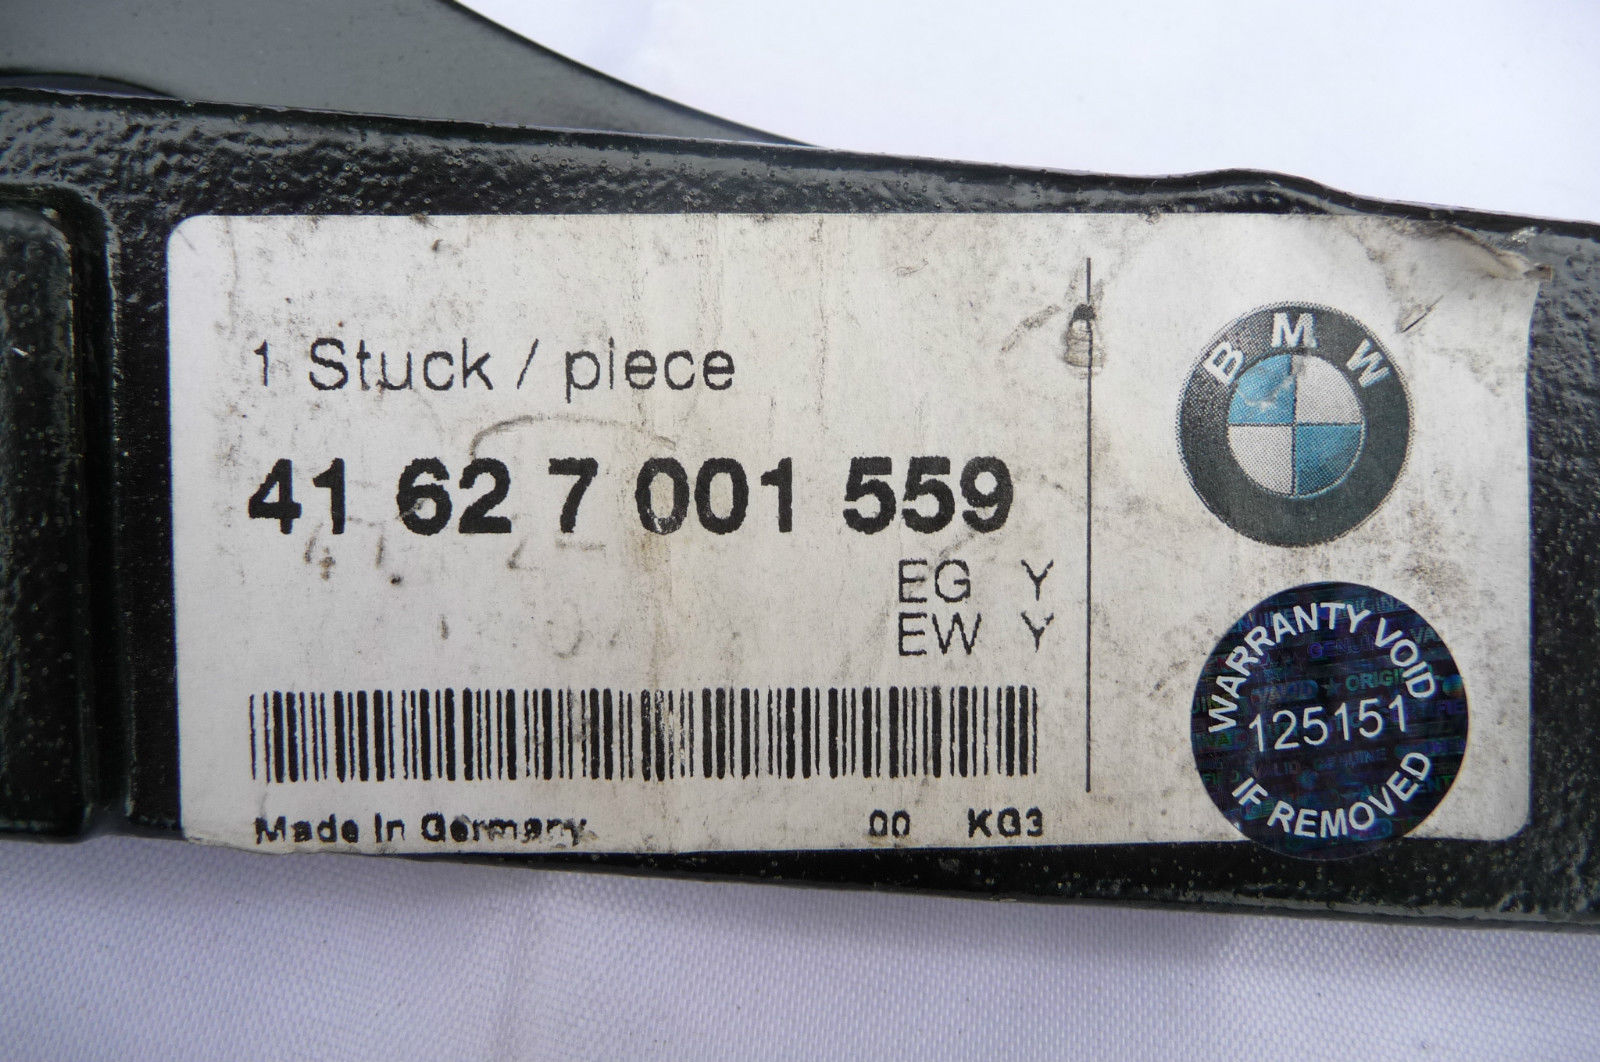 1 Stuck / piece
41 62 7 001 559
EG Y
EW Y
Made In Germany 00 KG3
BMW
WARRANTY VOID
125151
IF REMOVED